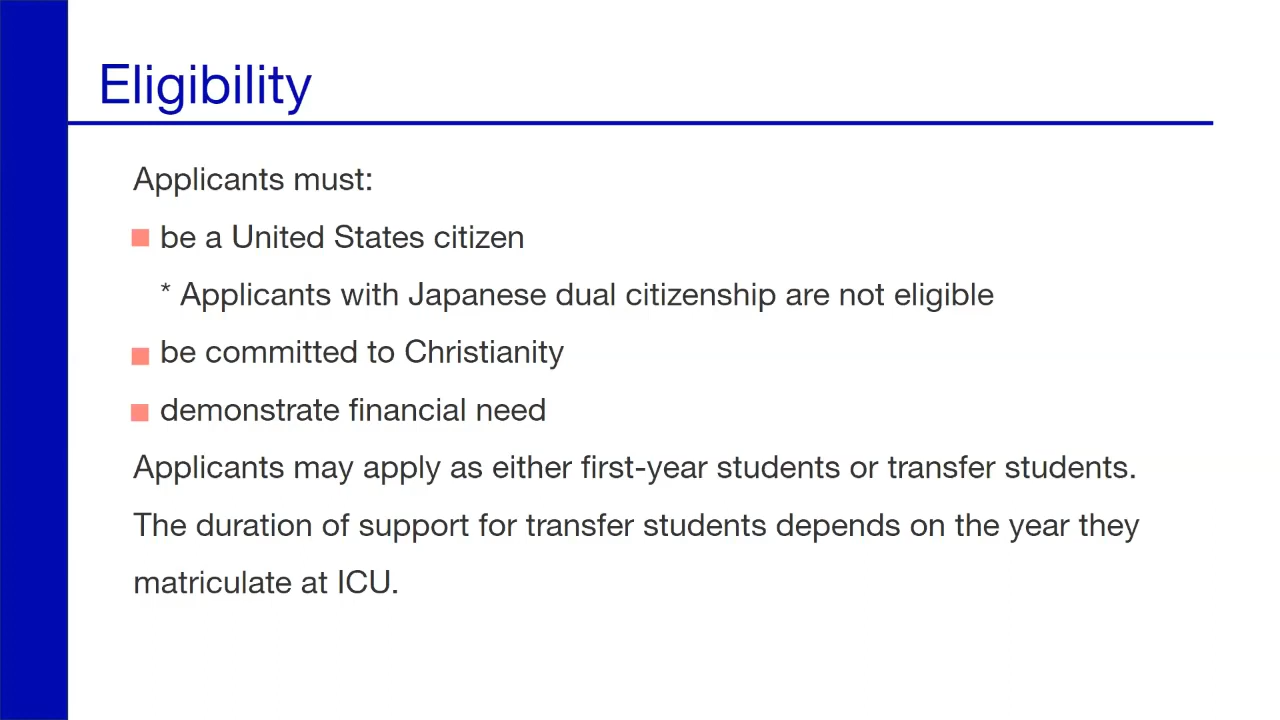 Eligibility
Applicants must:
be a United States citizen
* Applicants with Japanese dual citizenship are not eligible
be committed to Christianity
demonstrate financial need
Applicants may apply as either first-year students or transfer students.
The duration of support for transfer students depends on the year they
matriculate at ICU.